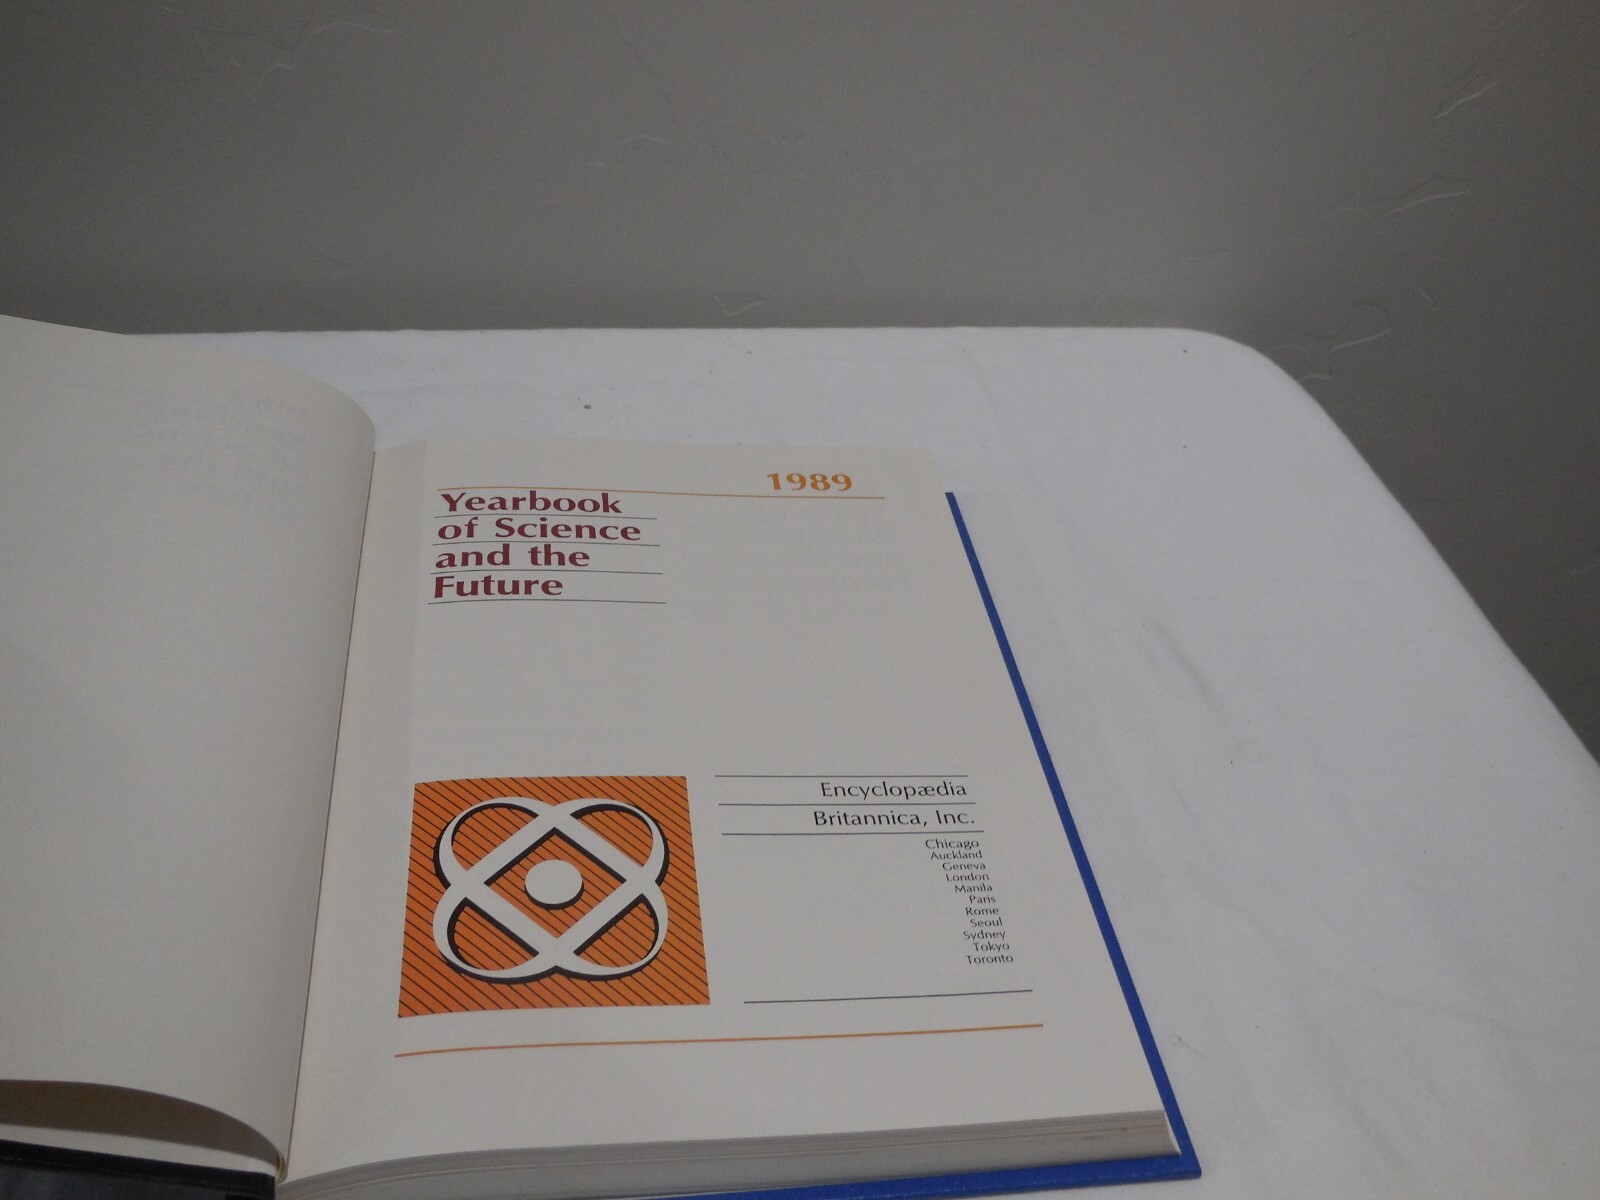 1989
Yearbook
of Science
and the
Future
Encyclopædia
Britannica, Inc.
Chicago
Auckland
Geneva
London
Manila
Paris
Rome
Seoul
Sydney
Tokyo
Toronto